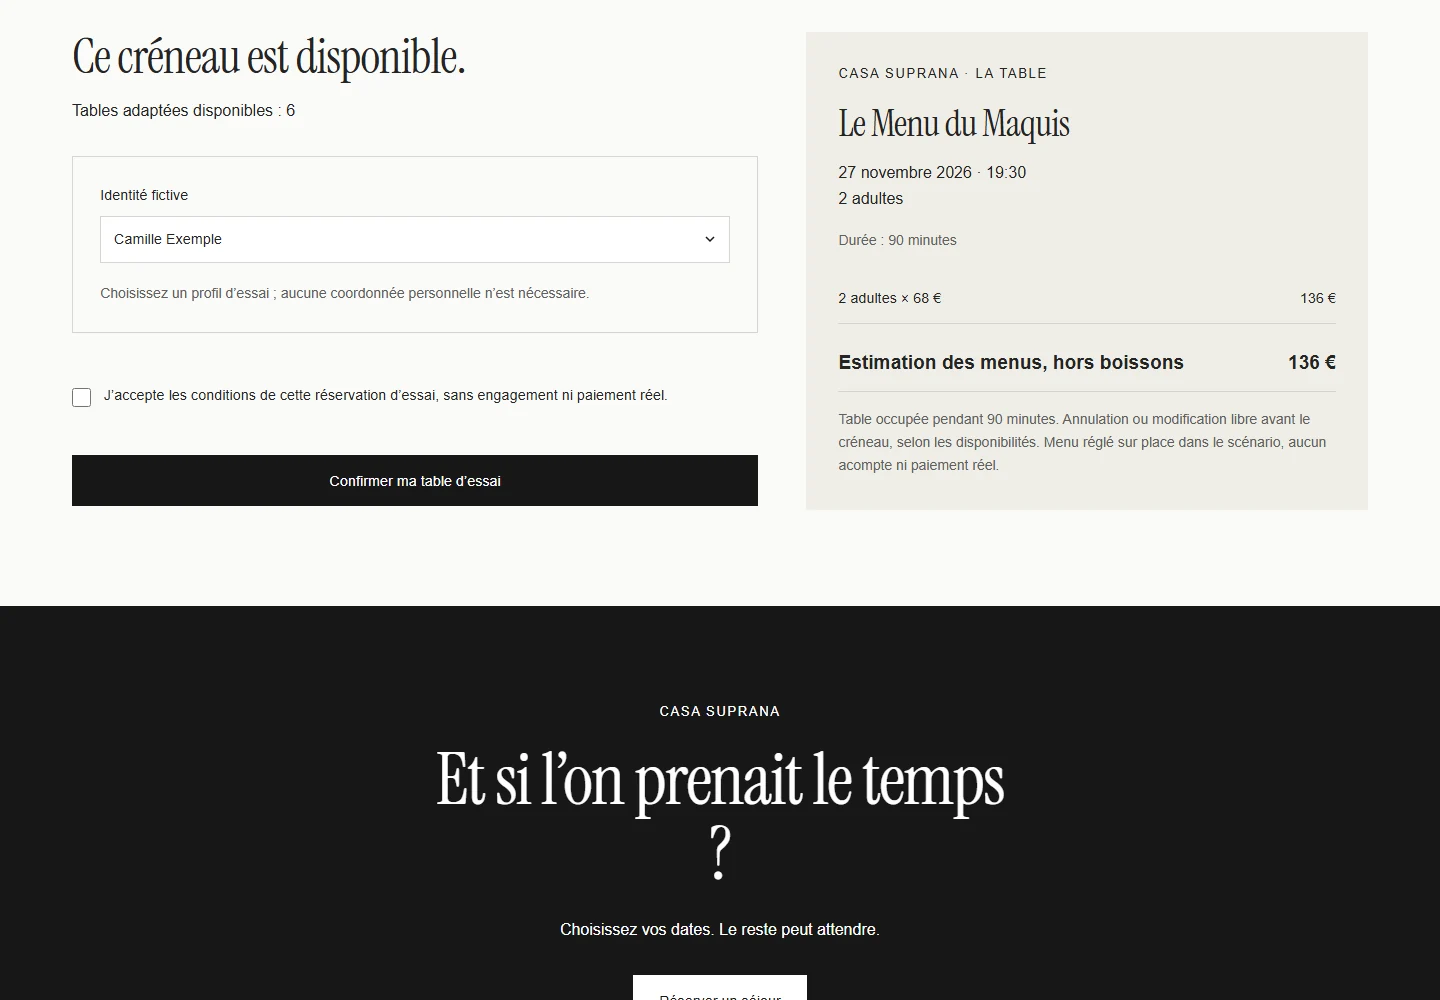 Ce créneau est disponible.
Tables adaptées disponibles : 6
Identité fictive
Camille Exemple
Choisissez un profil d’essai ; aucune coordonnée personnelle n’est nécessaire.
J’accepte les conditions de cette réservation d’essai, sans engagement ni paiement réel.
Confirmer ma table d’essai
CASA SUPRANA · LA TABLE
Le Menu du Maquis
27 novembre 2026 · 19:30
2 adultes
Durée : 90 minutes
2 adultes × 68 € 136 €
Estimation des menus, hors boissons 136 €
Table occupée pendant 90 minutes. Annulation ou modification libre avant le
créneau, selon les disponibilités. Menu réglé sur place dans le scénario, aucun
acompte ni paiement réel.
CASA SUPRANA
Et si l’on prenait le temps
?
Choisissez vos dates. Le reste peut attendre.
Réserver un séjour